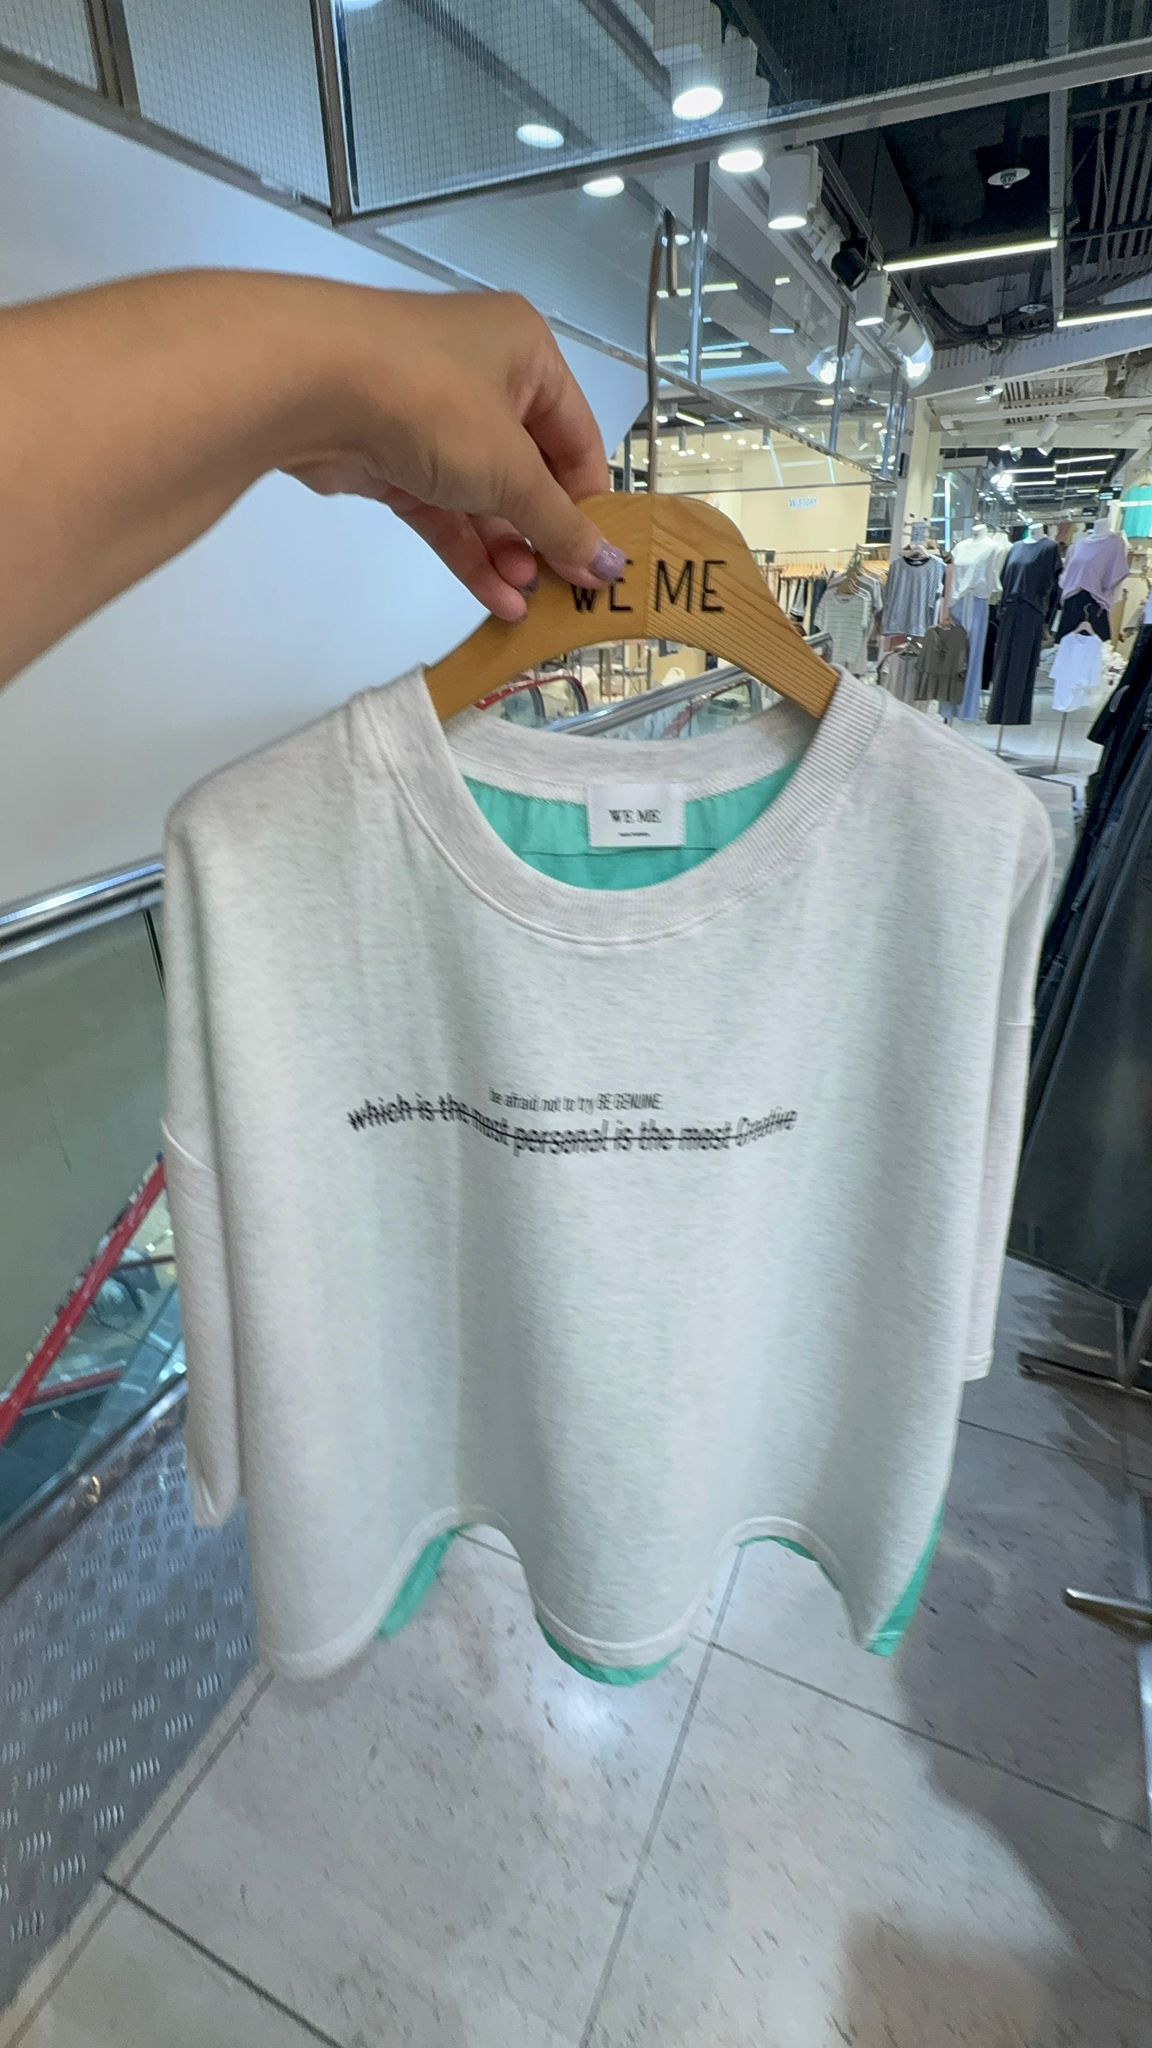 W STORY
WE ME
WE ME
be afraid not to try BE GENUINE
which is the most personal is the most Creative